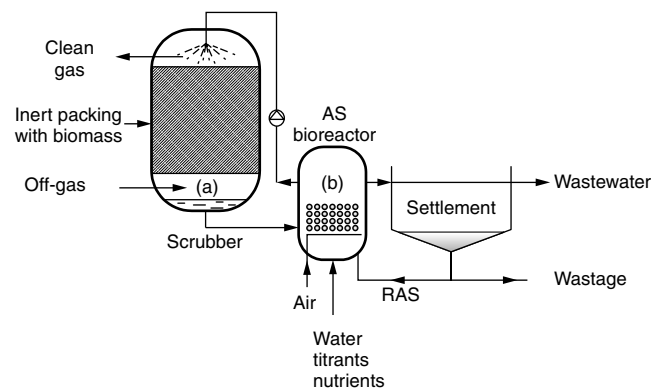 Clean
gas
Inert packing
with biomass
Off-gas
(a)
Scrubber
AS
bioreactor
(b)
Air
Water
titrants
nutrients
Settlement
RAS
Wastewater
Wastage